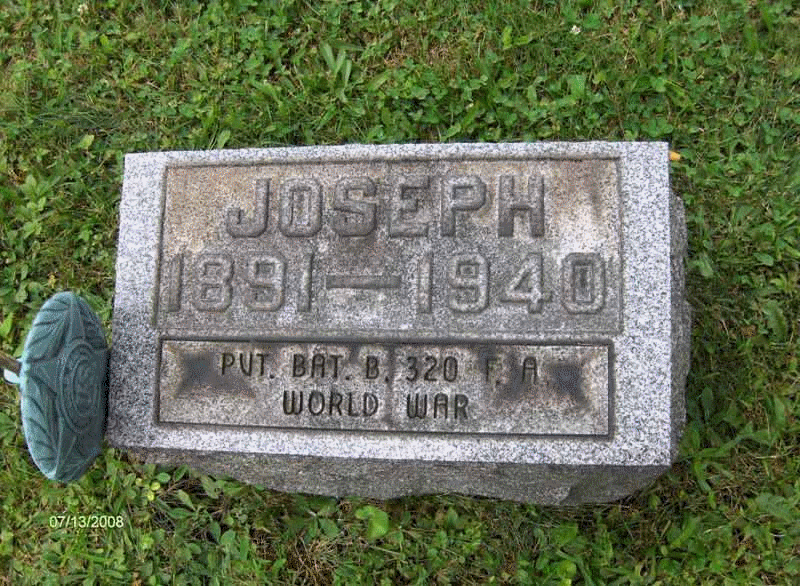 JOSEPH
1891—1940
PVT. BAT. B. 320 F. A.
WORLD WAR
07/13/2008